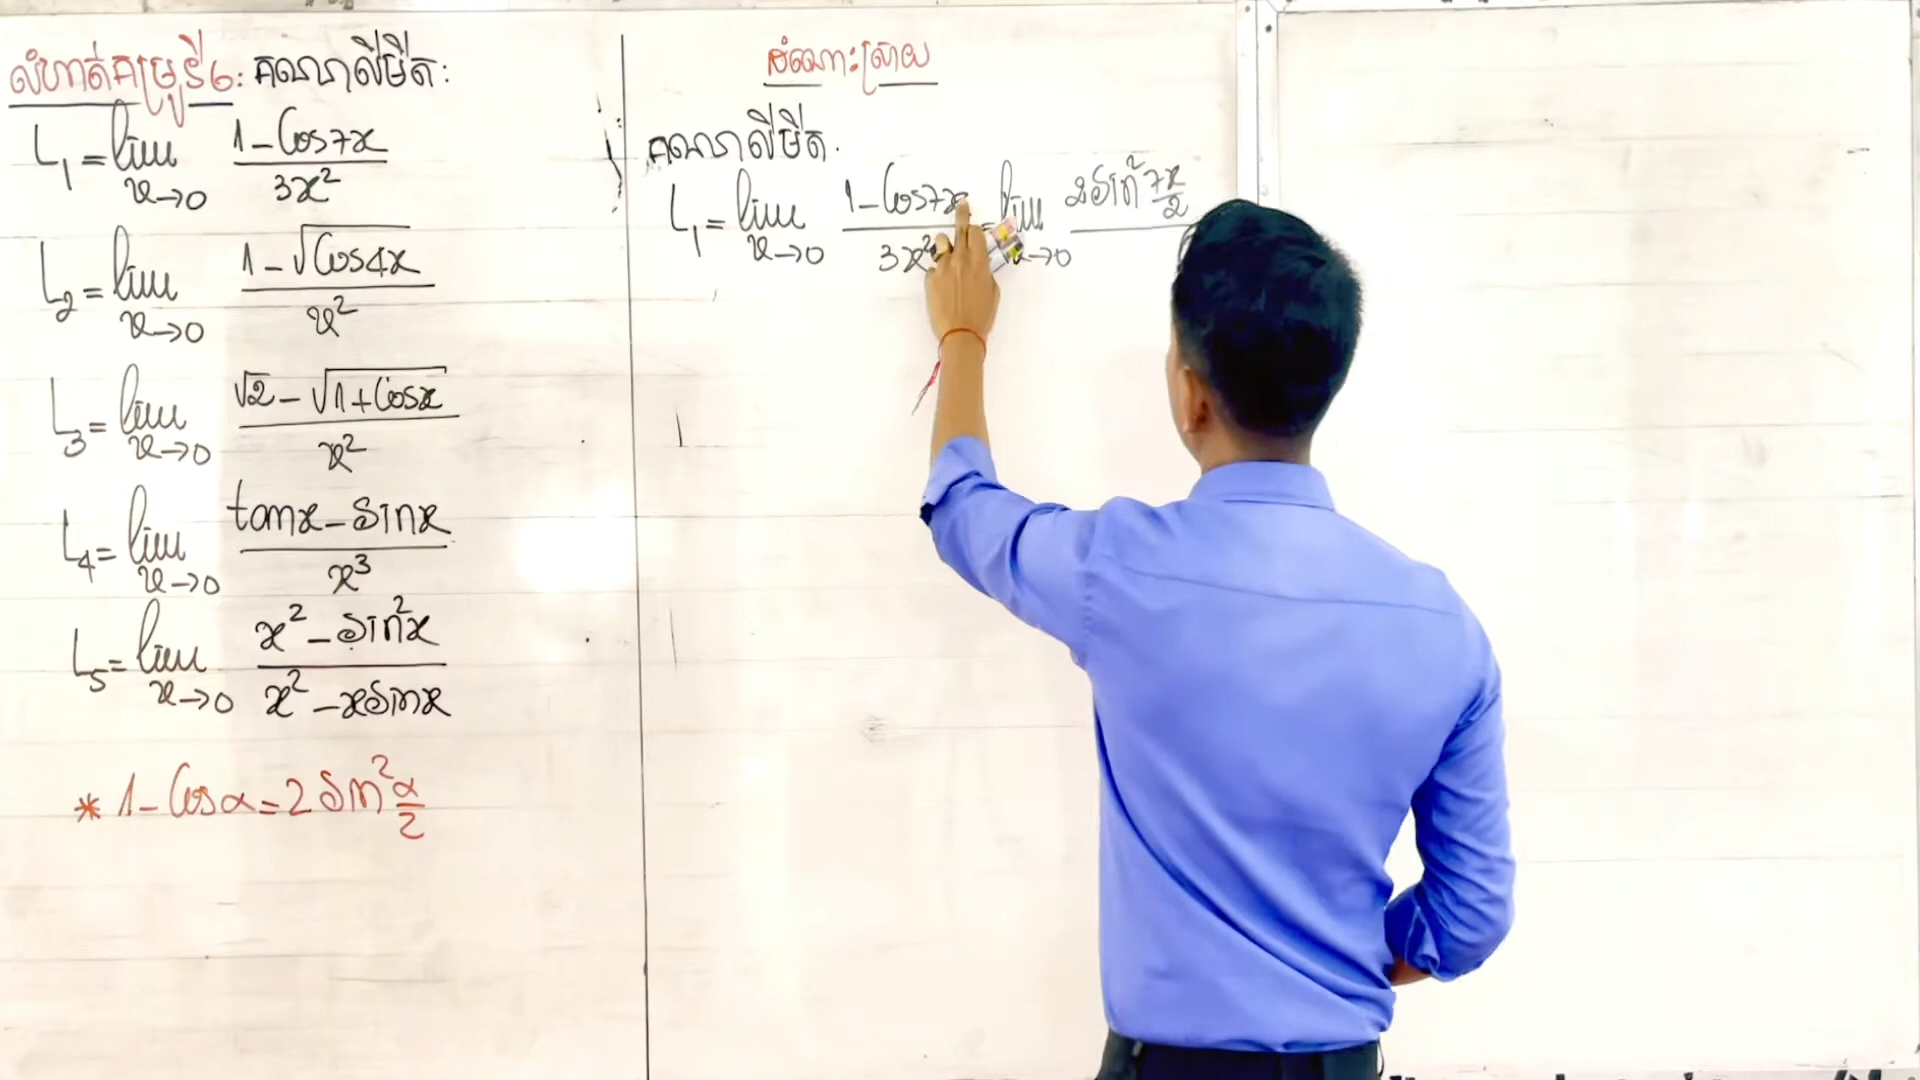 លំហាត់គម្រូទី៦: គណនាលីមីត:
L₁ = lim x→0 (1 - Cos7x) / 3x²
L₂ = lim x→0 (1 - √Cos4x) / x²
L₃ = lim x→0 (√2 - √1+Cosx) / x²
L₄ = lim x→0 (tanx - sinx) / x³
L₅ = lim x→0 (x² - sin²x) / (x² - xsinx)
* 1 - Cosα = 2 sin² α/2
ដំណោះស្រាយ
គណនាលីមីត.
L₁ = lim x→0 (1 - Cos7x) / 3x² = lim x→0 2sin² 7x/2